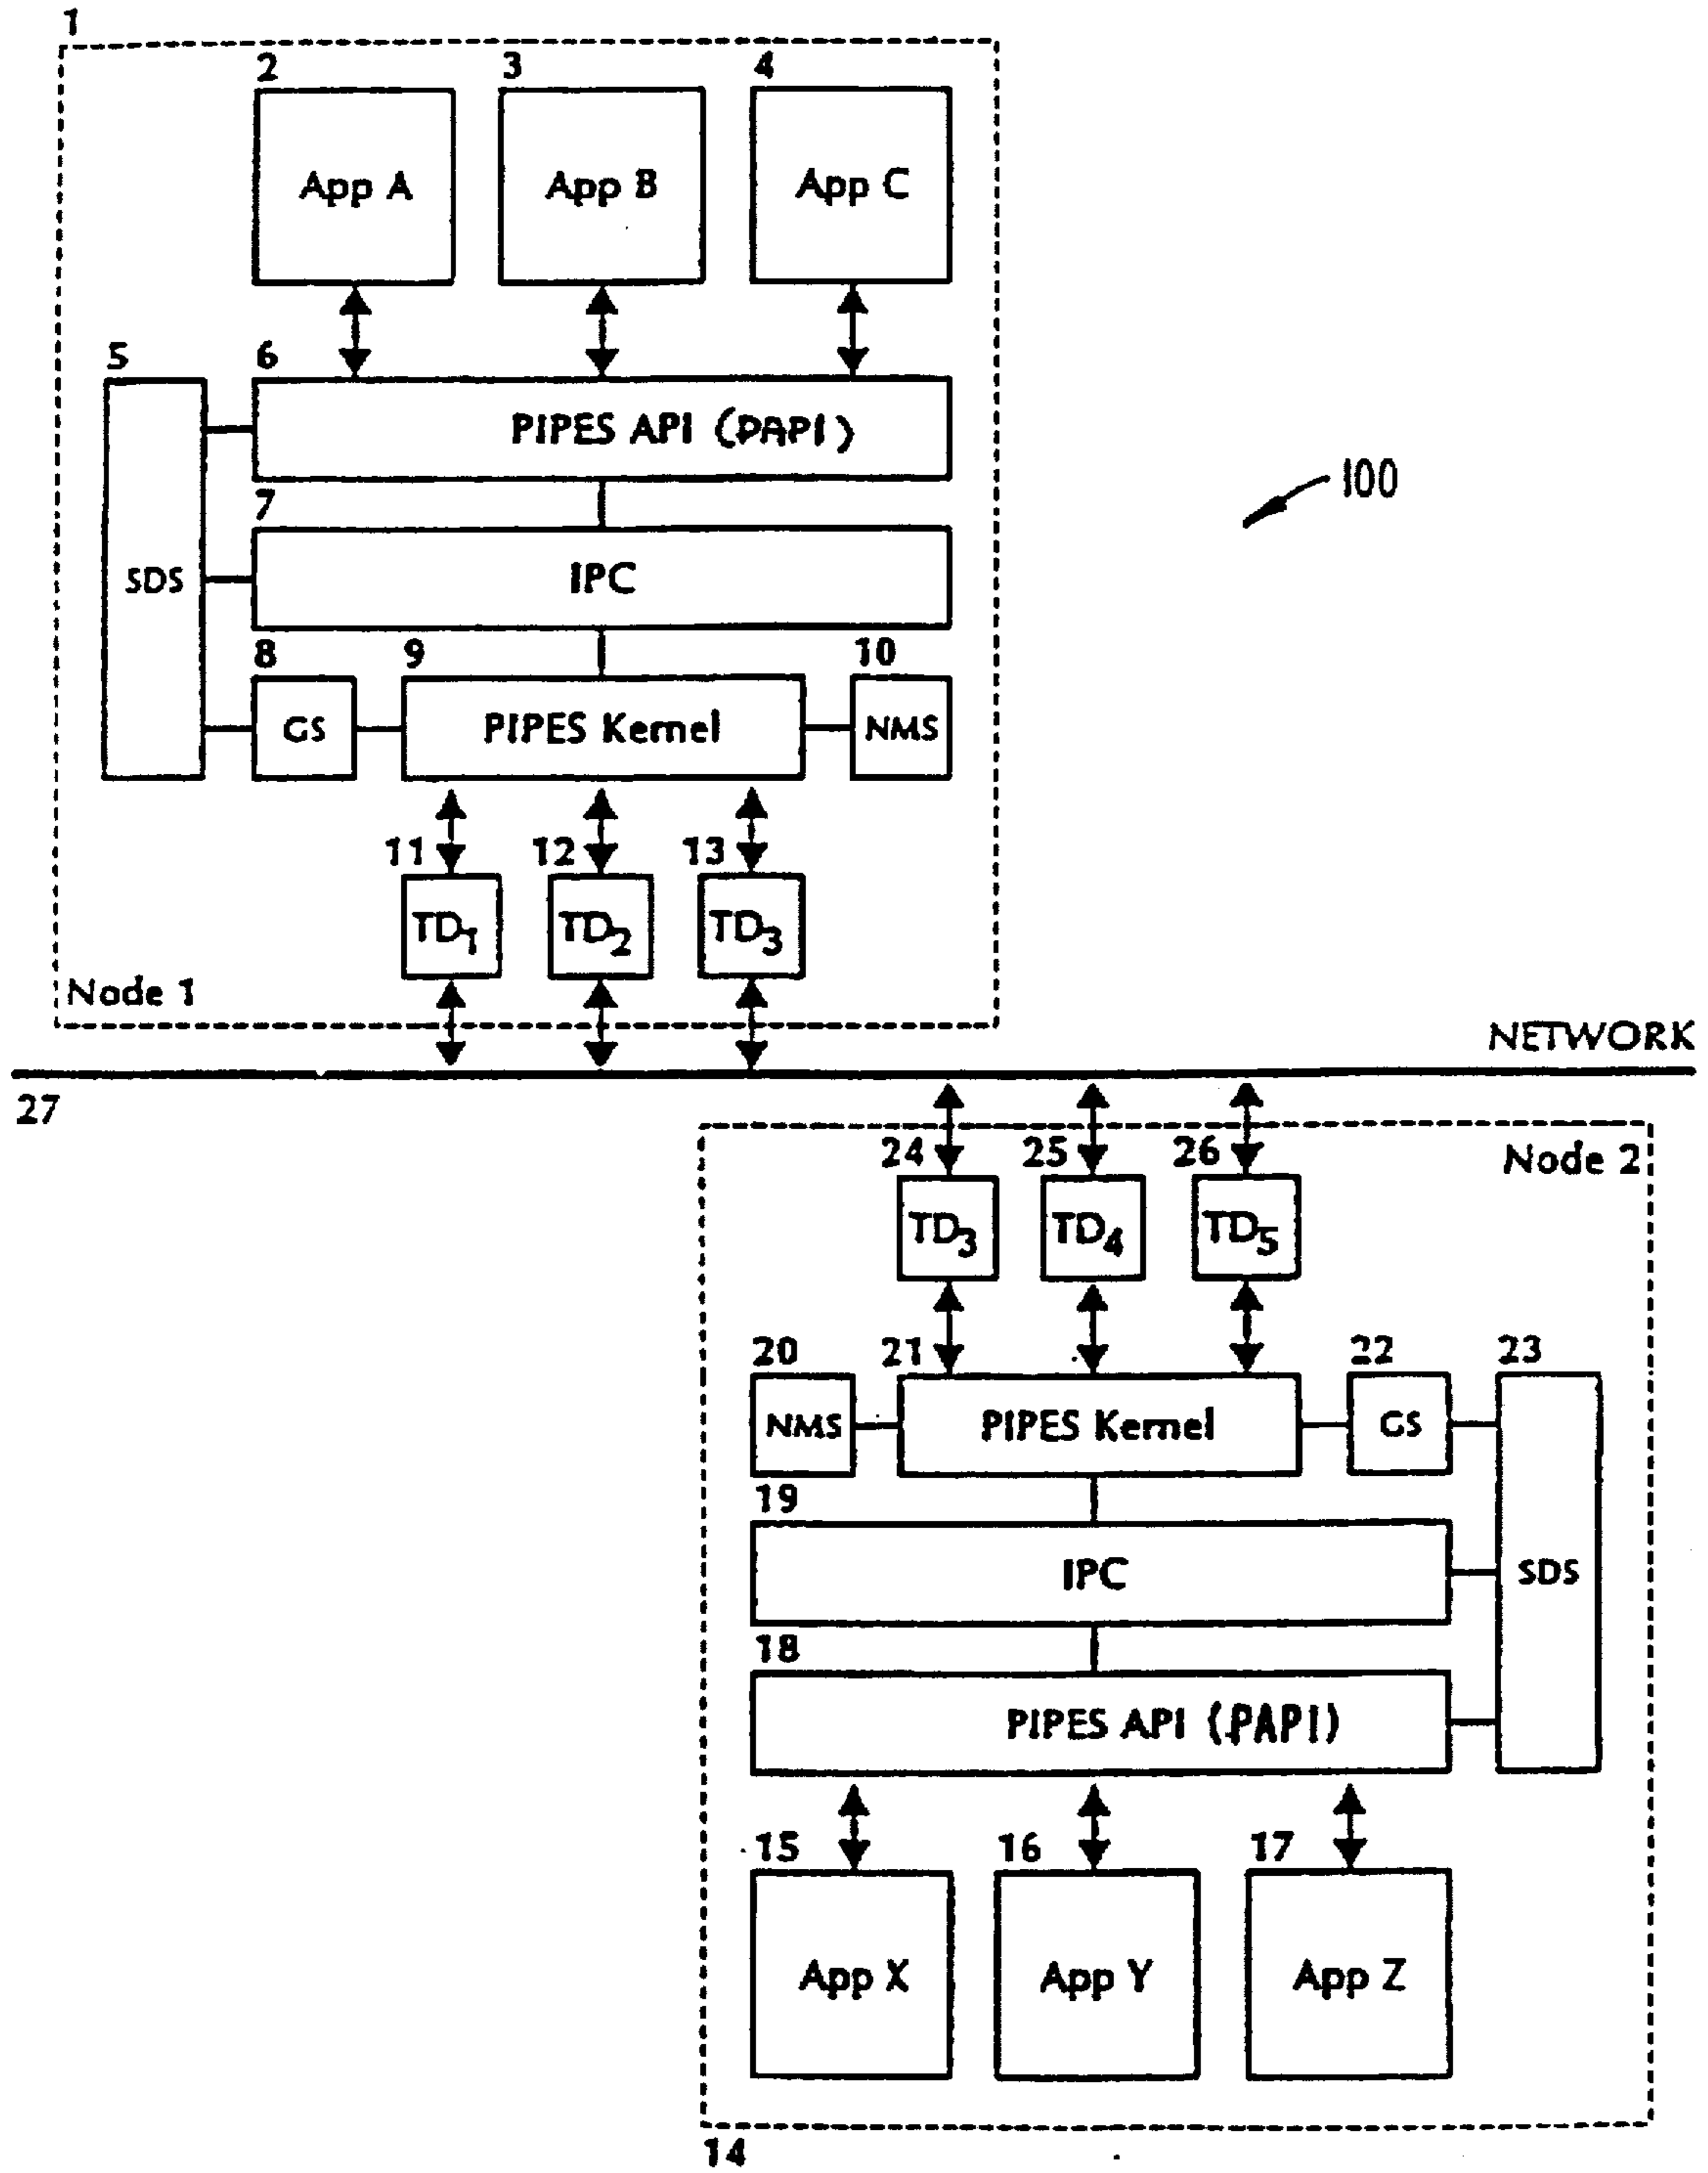 1
2 3 4
App A App B App C
5 6
PIPES API (PAPI)
100
7
SDS IPC
8 9 10
GS PIPES Kernel NMS
11 12 13
TD1 TD2 TD3
Node 1
NETWORK
27
24 25 26 Node 2
TD3 TD4 TD5
20 21 22 23
NMS PIPES Kernel GS
19
IPC SDS
18
PIPES API (PAPI)
15 16 17
App X App Y App Z
14